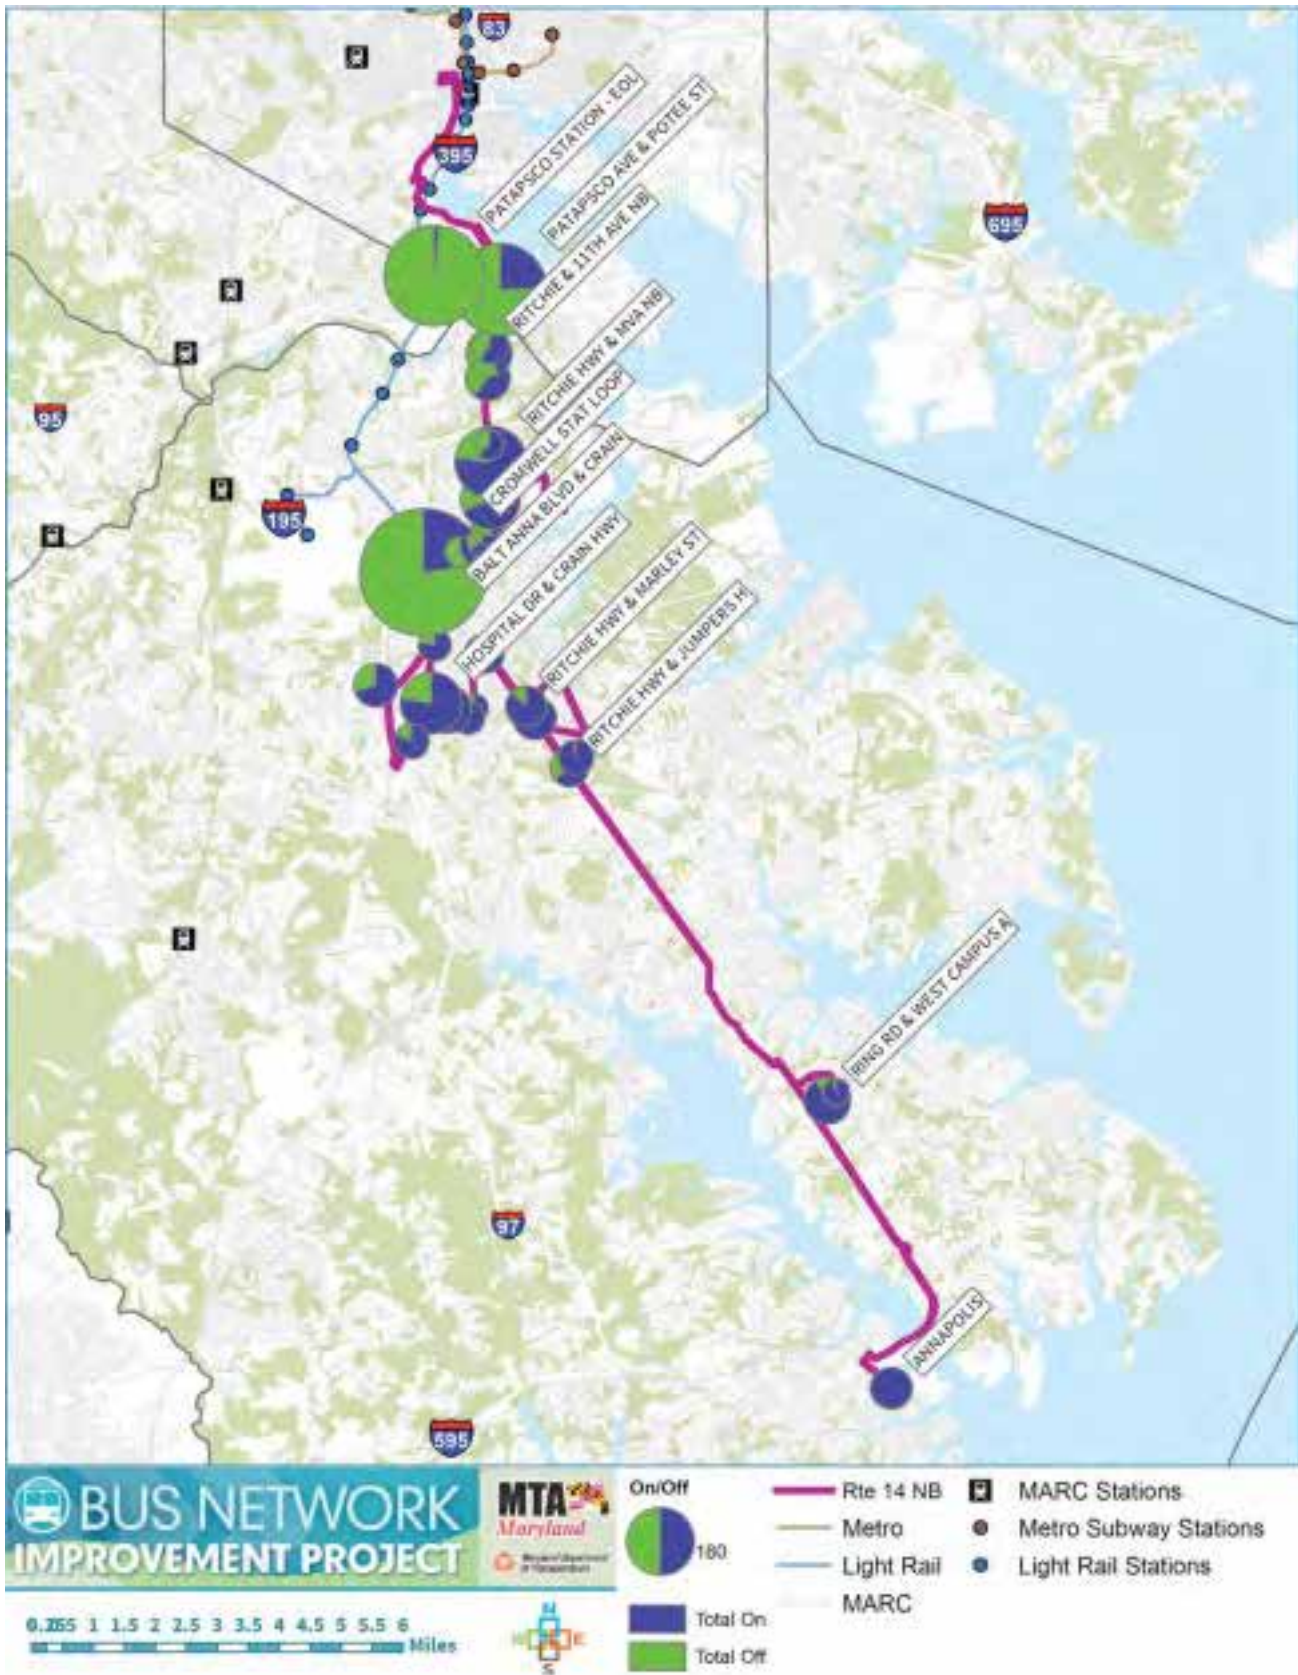 83
395
PATAPSCO STATION - EOL
PATAPSCO AVE & POTEE ST
RITCHIE & 11TH AVE NB
695
RITCHIE HWY & MVA NB
CROMWELL STAT LOOP
BALT ANNA BLVD & CRAIN
95
195
HOSPITAL DR & CRAIN HWY
RITCHIE HWY & MARLEY ST
RITCHIE HWY & JUMPERS H
RING RD & WEST CAMPUS A
97
ANNAPOLIS
595
BUS NETWORK
IMPROVEMENT PROJECT
MTA
Maryland
On/Off
180
Total On
Total Off
Rte 14 NB
Metro
Light Rail
MARC
MARC Stations
Metro Subway Stations
Light Rail Stations
1 1.5 2 2.5 3 3.5 4 4.5 5 5.5 6
Miles
N
E
S